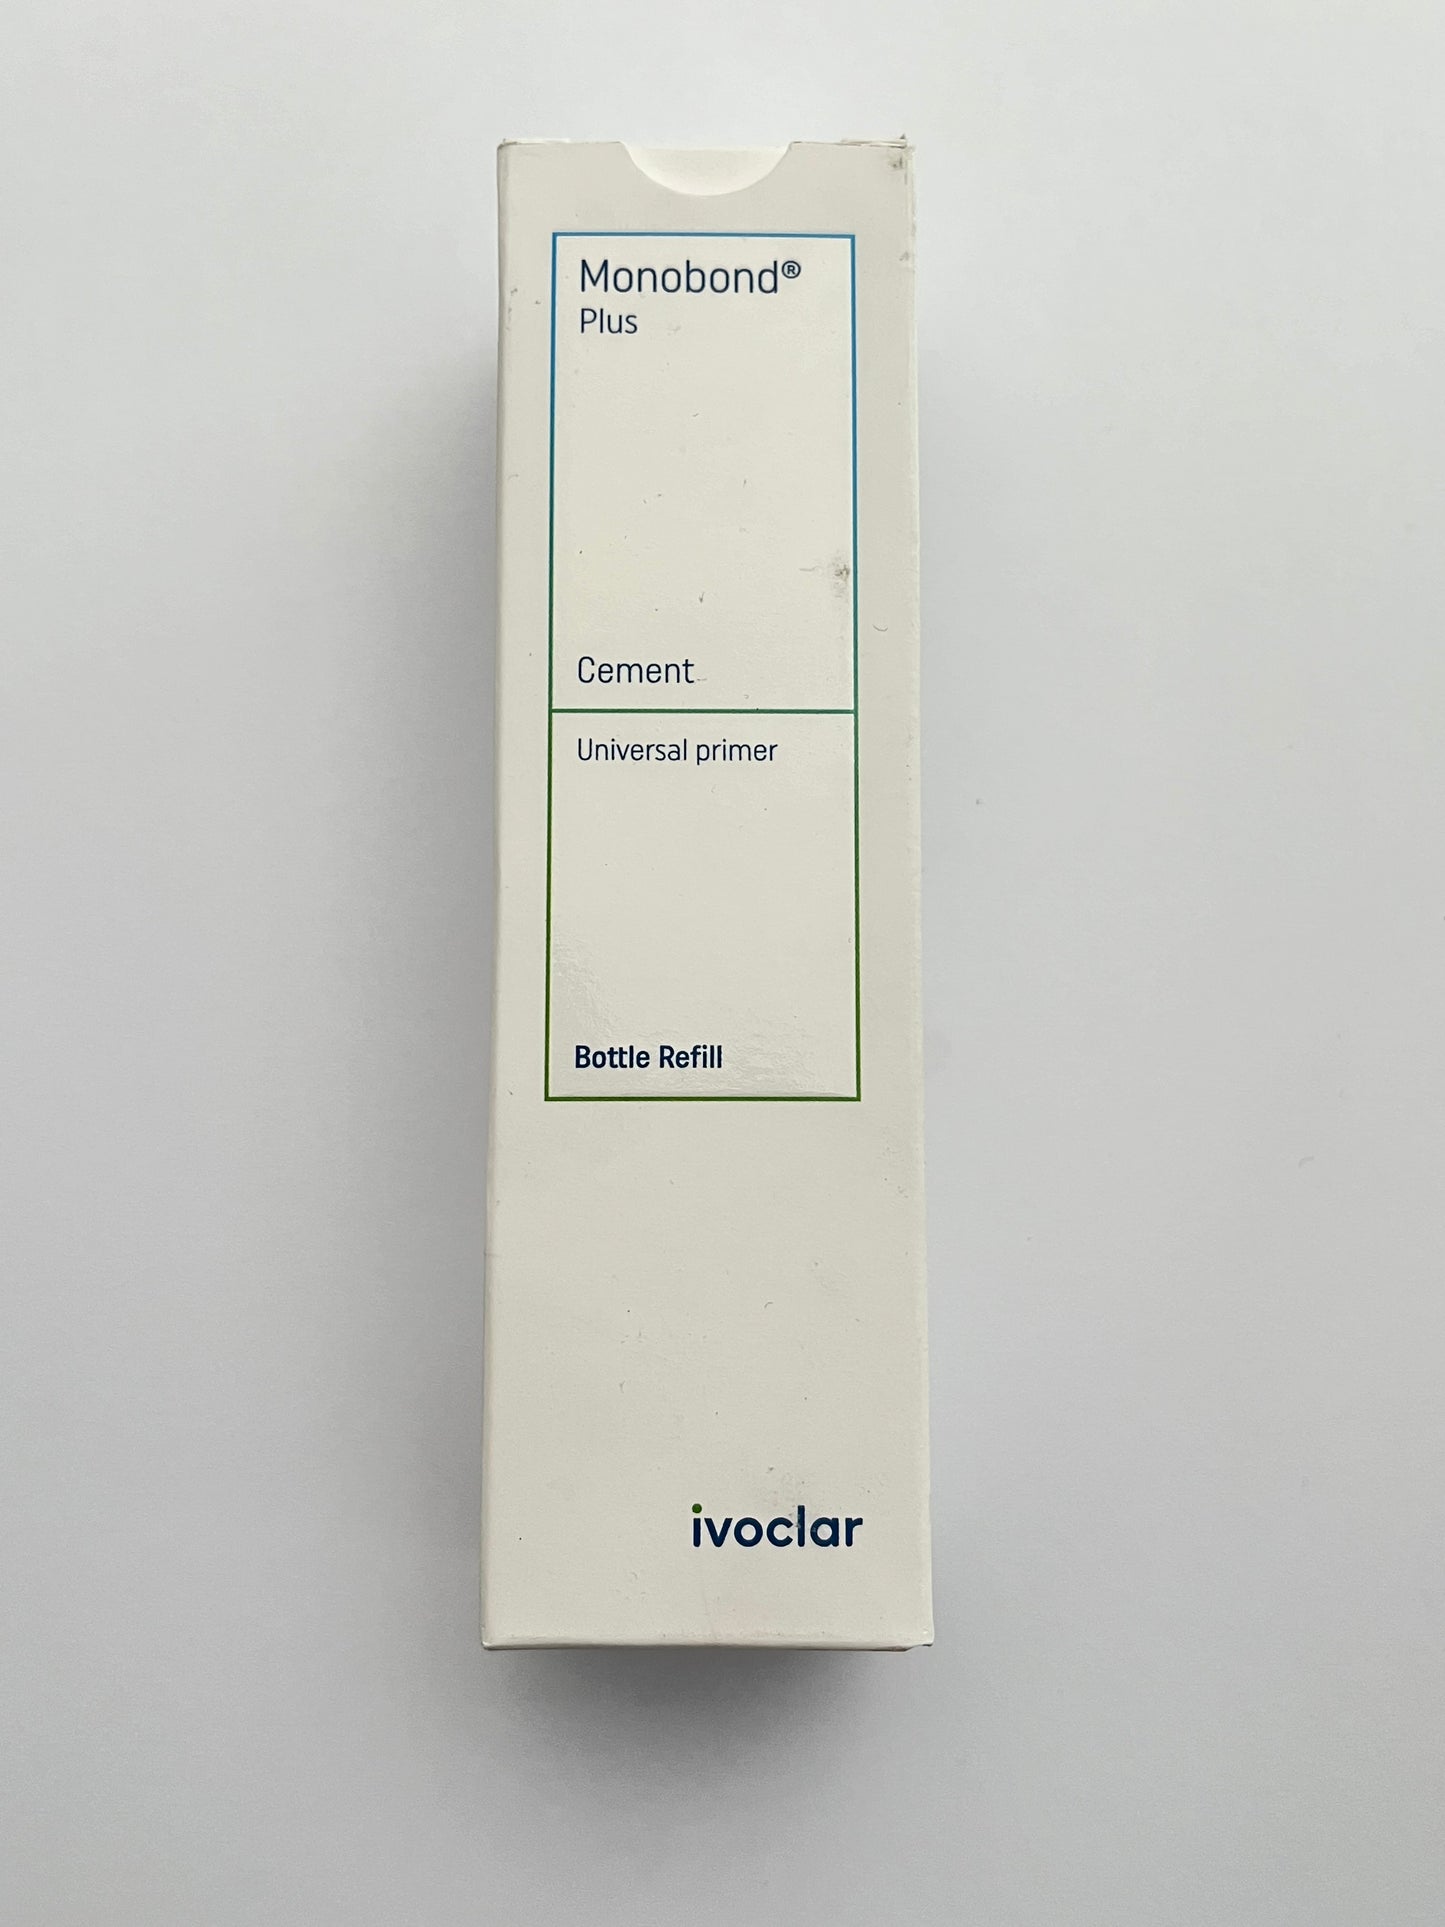 Monobond®
Plus
Cement
Universal primer
Bottle Refill
ivoclar